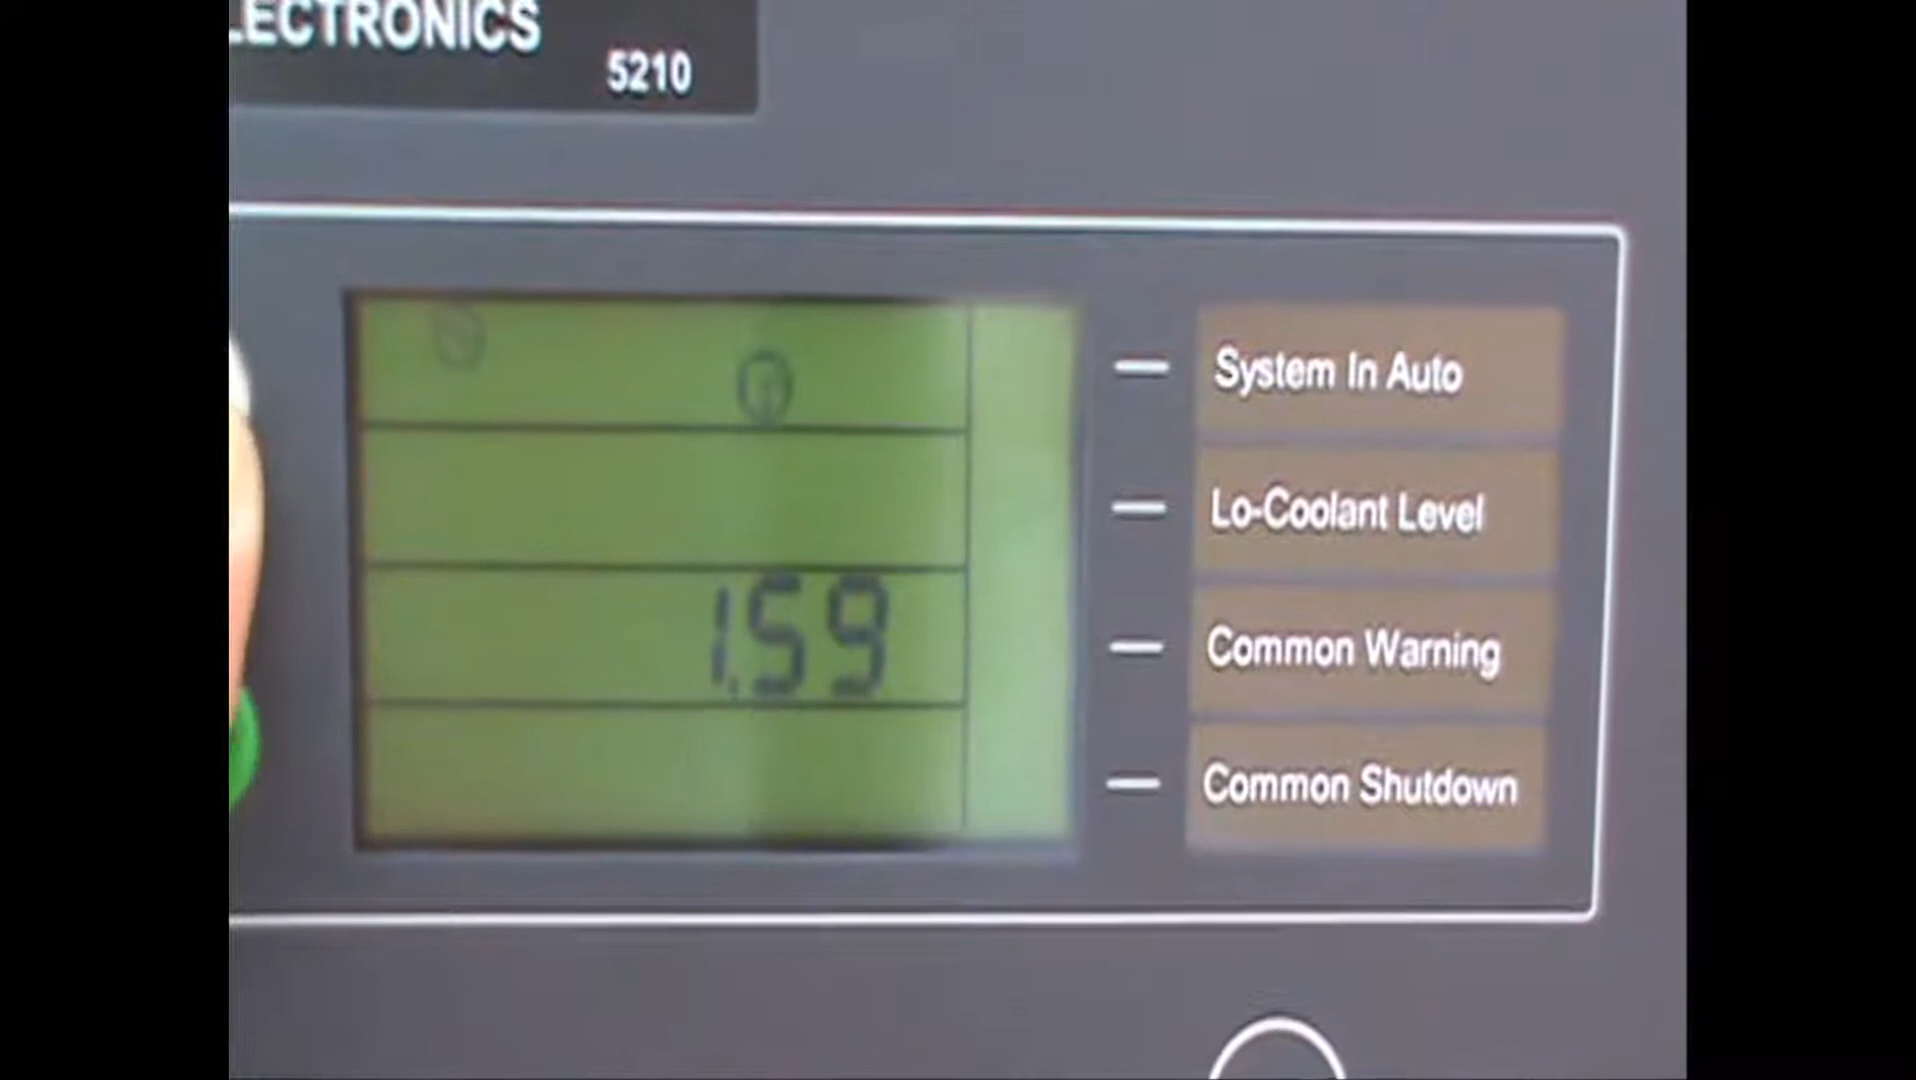 LECTRONICS
5210
System In Auto
Lo-Coolant Level
1.59
Common Warning
Common Shutdown